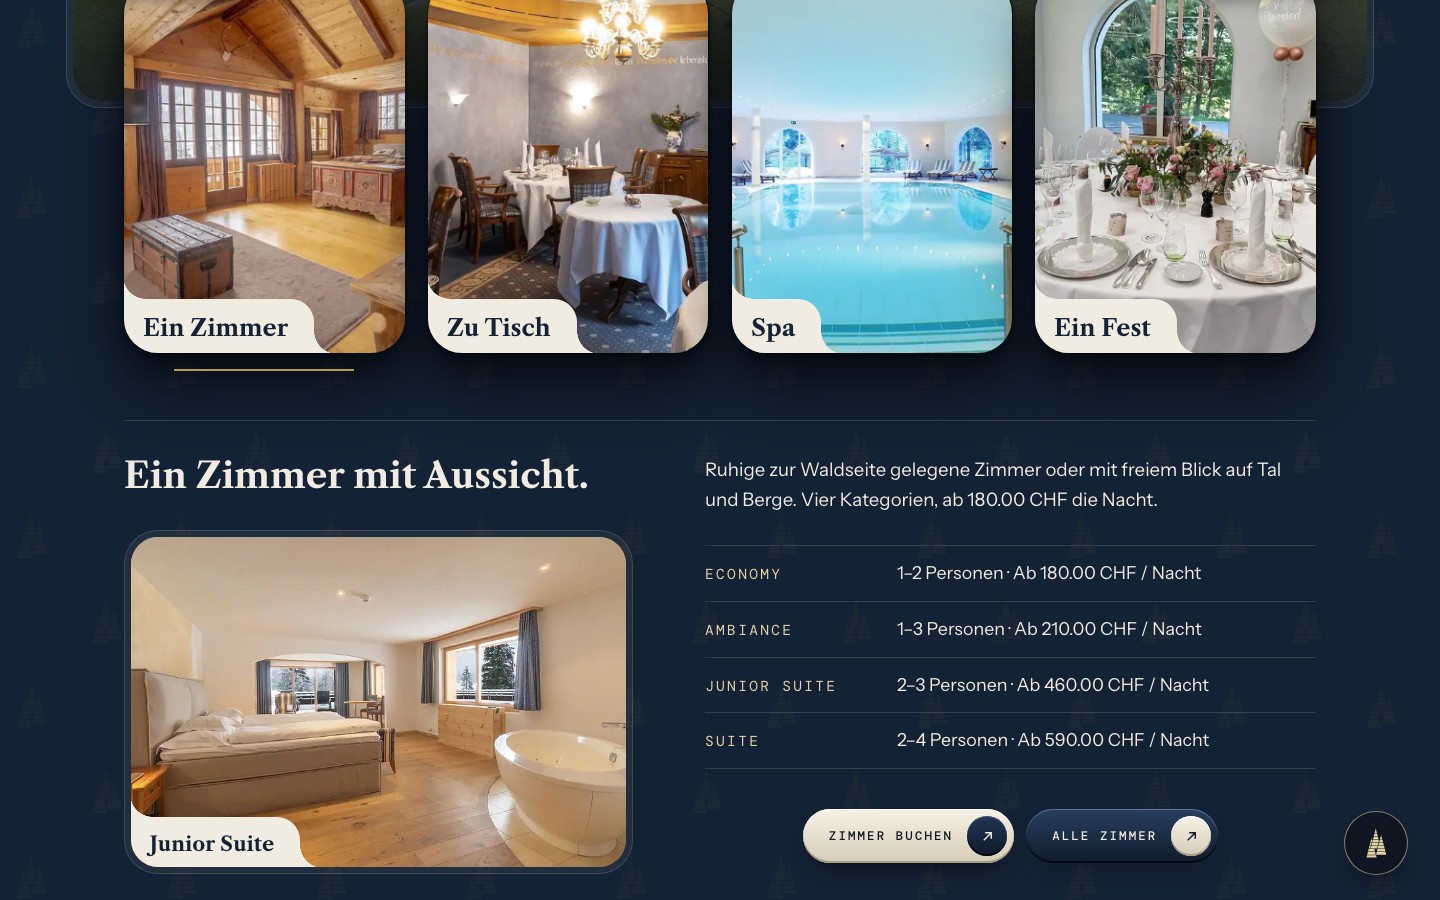 Married
lebensfreude lebensl
Ein Zimmer
Zu Tisch
Spa
Ein Fest
Ein Zimmer mit Aussicht.
Ruhige zur Waldseite gelegene Zimmer oder mit freiem Blick auf Tal
und Berge. Vier Kategorien, ab 180.00 CHF die Nacht.
ECONOMY 1–2 Personen · Ab 180.00 CHF / Nacht
AMBIANCE 1–3 Personen · Ab 210.00 CHF / Nacht
JUNIOR SUITE 2–3 Personen · Ab 460.00 CHF / Nacht
SUITE 2–4 Personen · Ab 590.00 CHF / Nacht
Junior Suite
ZIMMER BUCHEN
ALLE ZIMMER